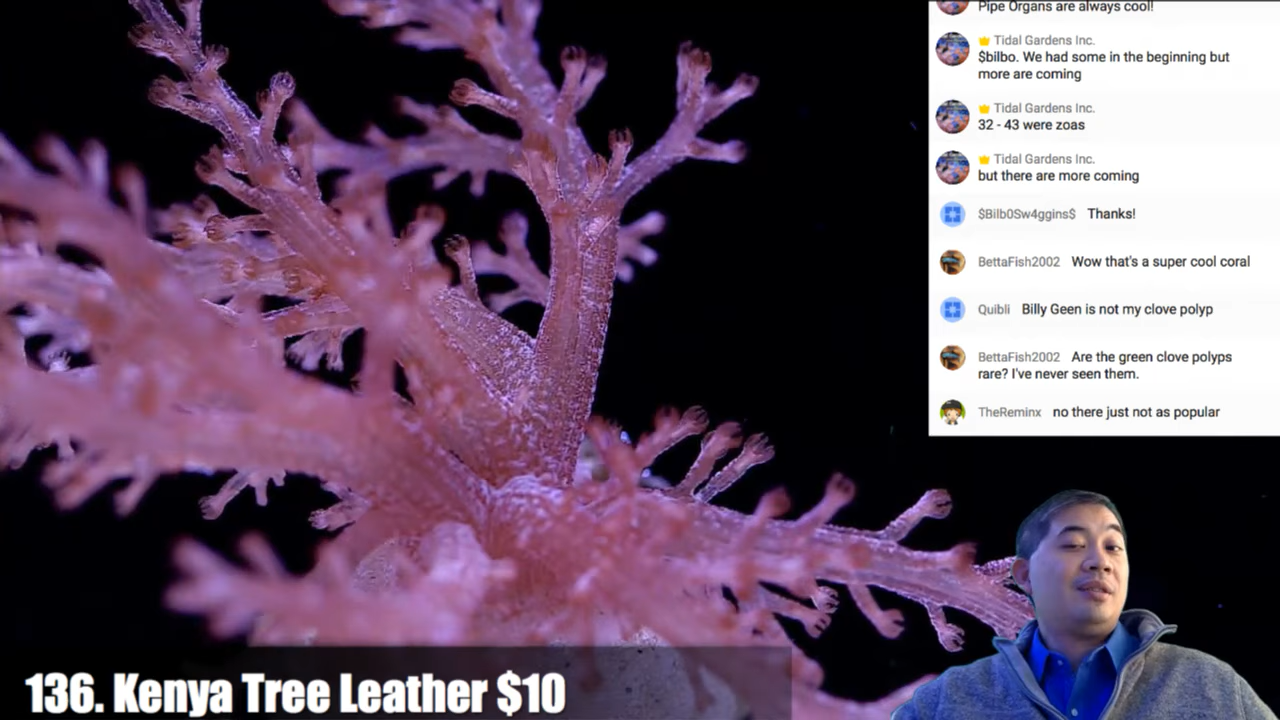 Pipe Organs are always cool!
Tidal Gardens Inc.
$bilbo. We had some in the beginning but
more are coming
Tidal Gardens Inc.
32 - 43 were zoas
Tidal Gardens Inc.
but there are more coming
$Bilb0Sw4ggins$ Thanks!
BettaFish2002 Wow that's a super cool coral
Quibli Billy Geen is not my clove polyp
BettaFish2002 Are the green clove polyps
rare? I've never seen them.
TheReminx no there just not as popular
136. Kenya Tree Leather $10